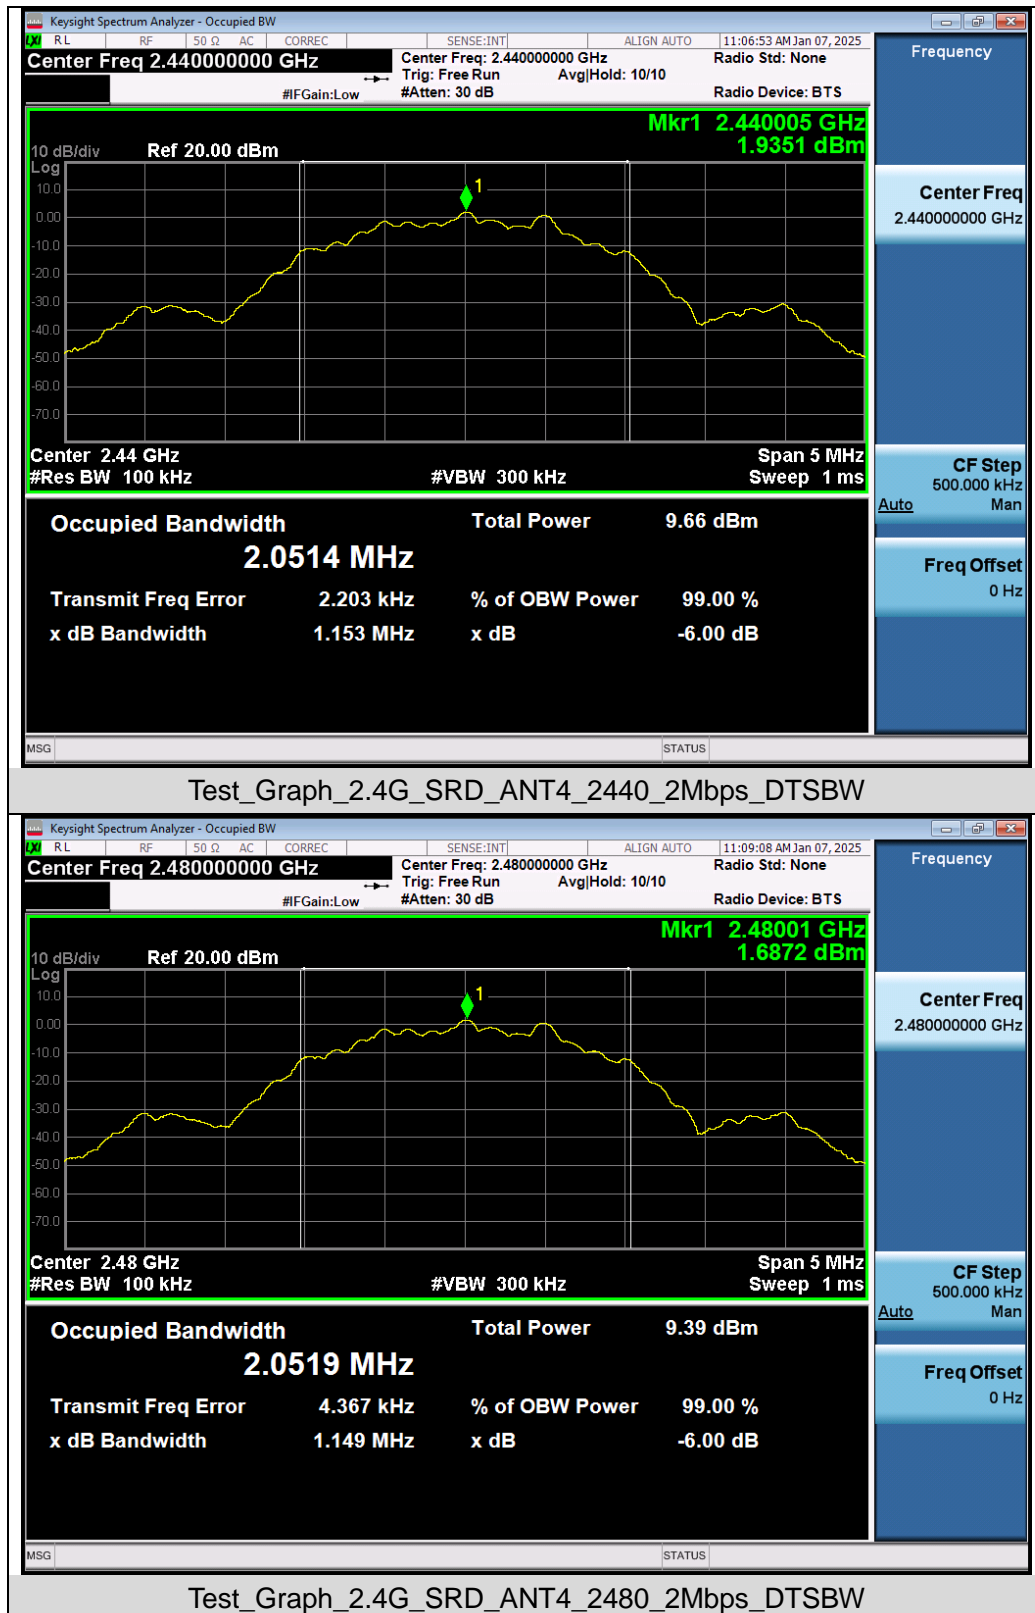 Keysight Spectrum Analyzer - Occupied BW
LXI RL RF 50 Ω AC CORREC SENSE:INT ALIGN AUTO 11:06:53 AM Jan 07, 2025
Center Freq 2.440000000 GHz
Center Freq: 2.440000000 GHz
Radio Std: None
Trig: Free Run Avg|Hold: 10/10
#IFGain:Low
#Atten: 30 dB
Radio Device: BTS
Frequency
Mkr1 2.440005 GHz
1.9351 dBm
10 dB/div Ref 20.00 dBm
Log
10.0
0.00
-10.0
-20.0
-30.0
-40.0
-50.0
-60.0
-70.0
1
Center 2.44 GHz Span 5 MHz
#Res BW 100 kHz #VBW 300 kHz Sweep 1 ms
Center Freq
2.440000000 GHz
CF Step
500.000 kHz
Auto Man
Freq Offset
0 Hz
Occupied Bandwidth Total Power 9.66 dBm
2.0514 MHz
Transmit Freq Error 2.203 kHz % of OBW Power 99.00 %
x dB Bandwidth 1.153 MHz x dB -6.00 dB
MSG STATUS
Test_Graph_2.4G_SRD_ANT4_2440_2Mbps_DTSBW
Keysight Spectrum Analyzer - Occupied BW
LXI RL RF 50 Ω AC CORREC SENSE:INT ALIGN AUTO 11:09:08 AM Jan 07, 2025
Center Freq 2.480000000 GHz
Center Freq: 2.480000000 GHz
Radio Std: None
Trig: Free Run Avg|Hold: 10/10
#IFGain:Low
#Atten: 30 dB
Radio Device: BTS
Frequency
Mkr1 2.48001 GHz
1.6872 dBm
10 dB/div Ref 20.00 dBm
Log
10.0
0.00
-10.0
-20.0
-30.0
-40.0
-50.0
-60.0
-70.0
1
Center 2.48 GHz Span 5 MHz
#Res BW 100 kHz #VBW 300 kHz Sweep 1 ms
Center Freq
2.480000000 GHz
CF Step
500.000 kHz
Auto Man
Freq Offset
0 Hz
Occupied Bandwidth Total Power 9.39 dBm
2.0519 MHz
Transmit Freq Error 4.367 kHz % of OBW Power 99.00 %
x dB Bandwidth 1.149 MHz x dB -6.00 dB
MSG STATUS
Test_Graph_2.4G_SRD_ANT4_2480_2Mbps_DTSBW